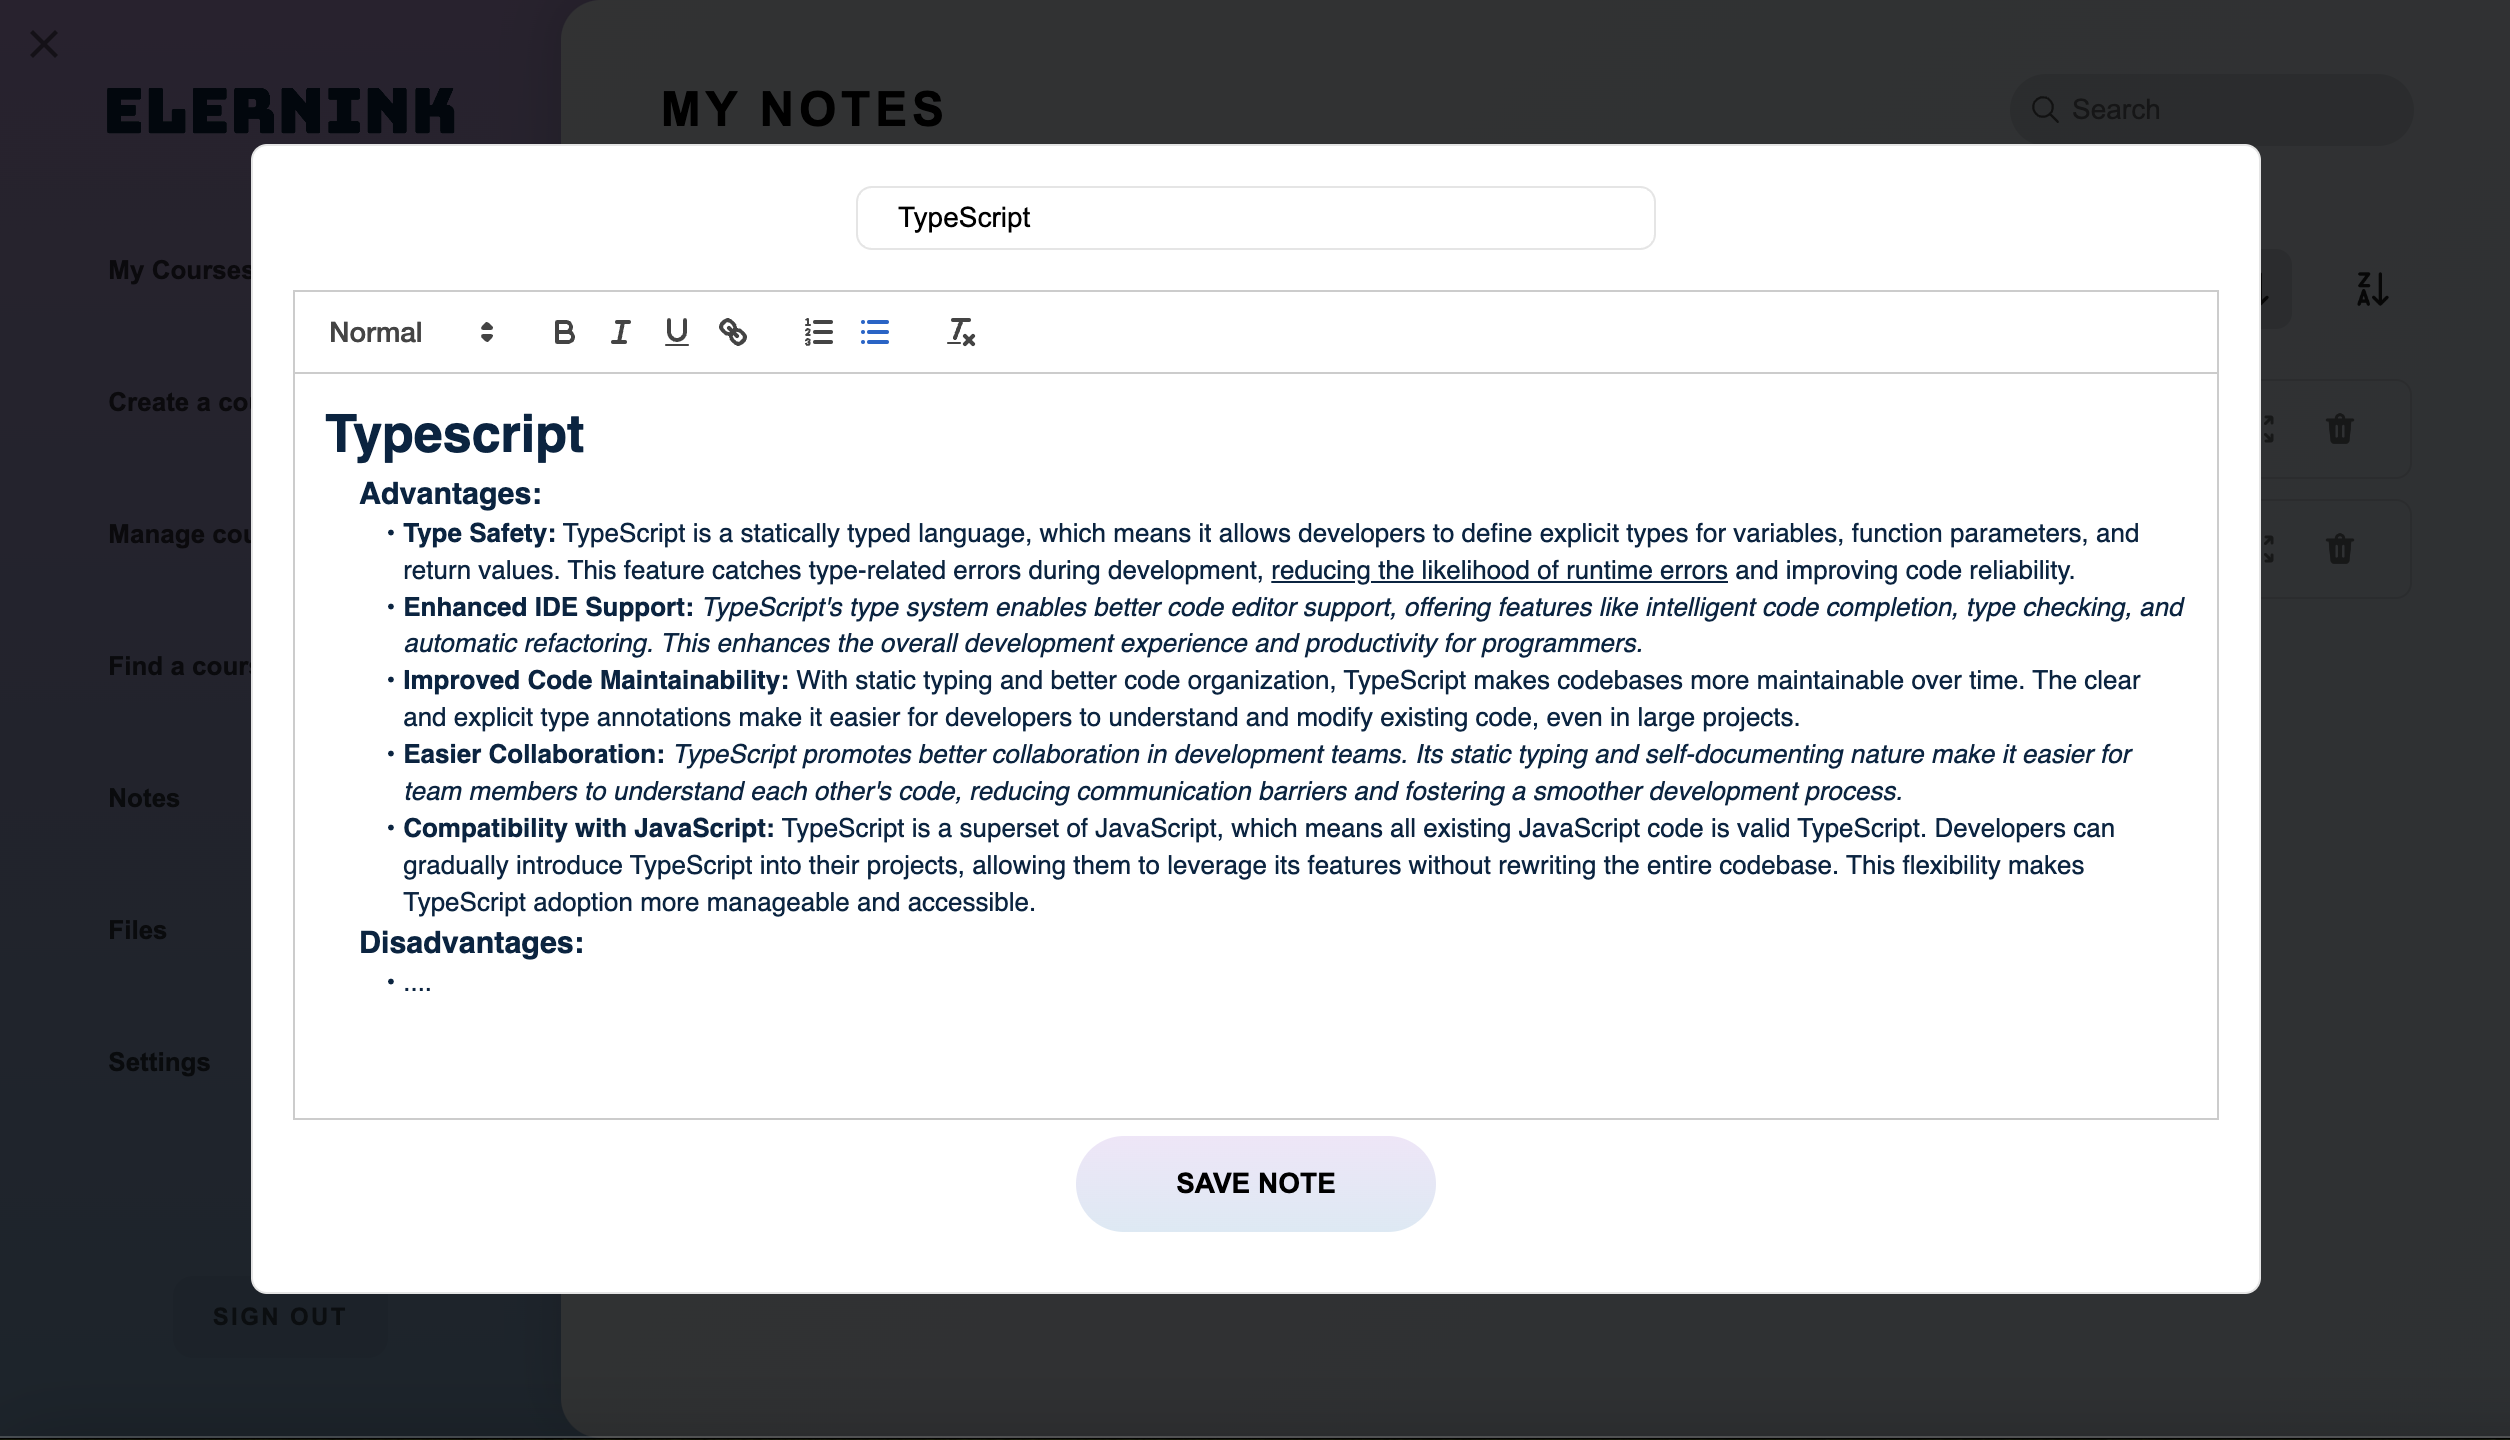 ELERNINK
MY NOTES
Search
My Courses
Create a co
Manage cou
Find a cour
Notes
Files
Settings
SIGN OUT
TypeScript
Normal
Typescript
Advantages:
• Type Safety: TypeScript is a statically typed language, which means it allows developers to define explicit types for variables, function parameters, and
return values. This feature catches type-related errors during development, reducing the likelihood of runtime errors and improving code reliability.
• Enhanced IDE Support: TypeScript's type system enables better code editor support, offering features like intelligent code completion, type checking, and
automatic refactoring. This enhances the overall development experience and productivity for programmers.
• Improved Code Maintainability: With static typing and better code organization, TypeScript makes codebases more maintainable over time. The clear
and explicit type annotations make it easier for developers to understand and modify existing code, even in large projects.
• Easier Collaboration: TypeScript promotes better collaboration in development teams. Its static typing and self-documenting nature make it easier for
team members to understand each other's code, reducing communication barriers and fostering a smoother development process.
• Compatibility with JavaScript: TypeScript is a superset of JavaScript, which means all existing JavaScript code is valid TypeScript. Developers can
gradually introduce TypeScript into their projects, allowing them to leverage its features without rewriting the entire codebase. This flexibility makes
TypeScript adoption more manageable and accessible.
Disadvantages:
• ....
SAVE NOTE